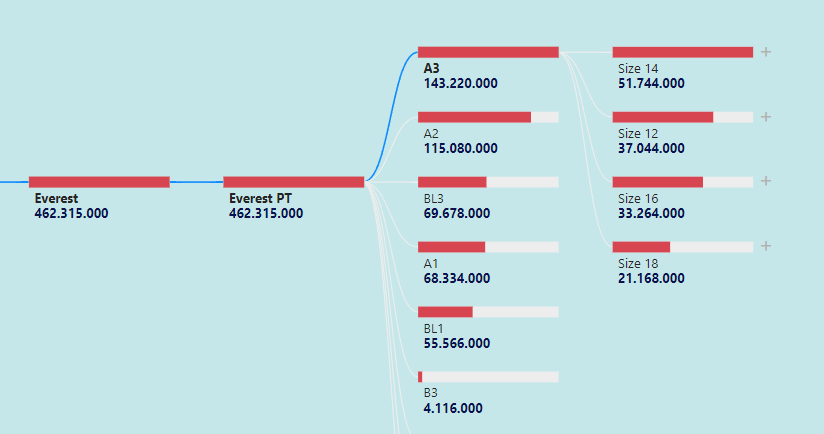 Everest
462.315.000
Everest PT
462.315.000
A3
143.220.000
A2
115.080.000
BL3
69.678.000
A1
68.334.000
BL1
55.566.000
B3
4.116.000
Size 14
51.744.000
Size 12
37.044.000
Size 16
33.264.000
Size 18
21.168.000